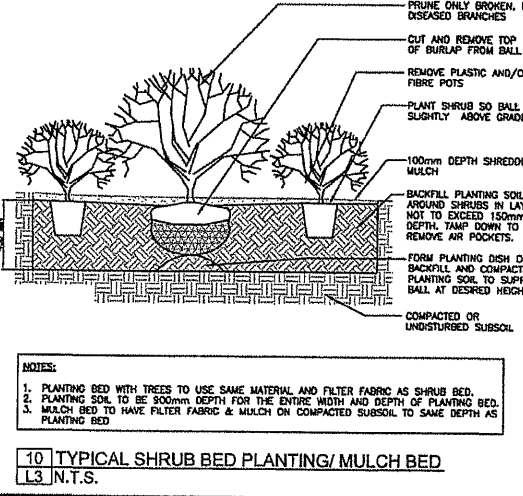 PRUNE ONLY BROKEN,
DISEASED BRANCHES
CUT AND REMOVE TOP
OF BURLAP FROM BALL
REMOVE PLASTIC AND/O
FIBRE POTS
PLANT SHRUB SO BALL
SLIGHTLY ABOVE GRADE
100mm DEPTH SHREDD
MULCH
BACKFILL PLANTING SOIL
AROUND SHRUBS IN LAY
NOT TO EXCEED 150mm
DEPTH. TAMP DOWN TO
REMOVE AIR POCKETS.
FORM PLANTING DISH O
BACKFILL AND COMPACT
PLANTING SOIL TO SUPP
BALL AT DESIRED HEIGH
COMPACTED OR
UNDISTURBED SUBSOIL
NOTES:
1. PLANTING BED WITH TREES TO USE SAME MATERIAL AND FILTER FABRIC AS SHRUB BED.
2. PLANTING SOIL TO BE 900mm DEPTH FOR THE ENTIRE WIDTH AND DEPTH OF PLANTING BED.
3. MULCH BED TO HAVE FILTER FABRIC & MULCH ON COMPACTED SUBSOIL TO SAME DEPTH AS
PLANTING BED
10 TYPICAL SHRUB BED PLANTING/ MULCH BED
L3 N.T.S.